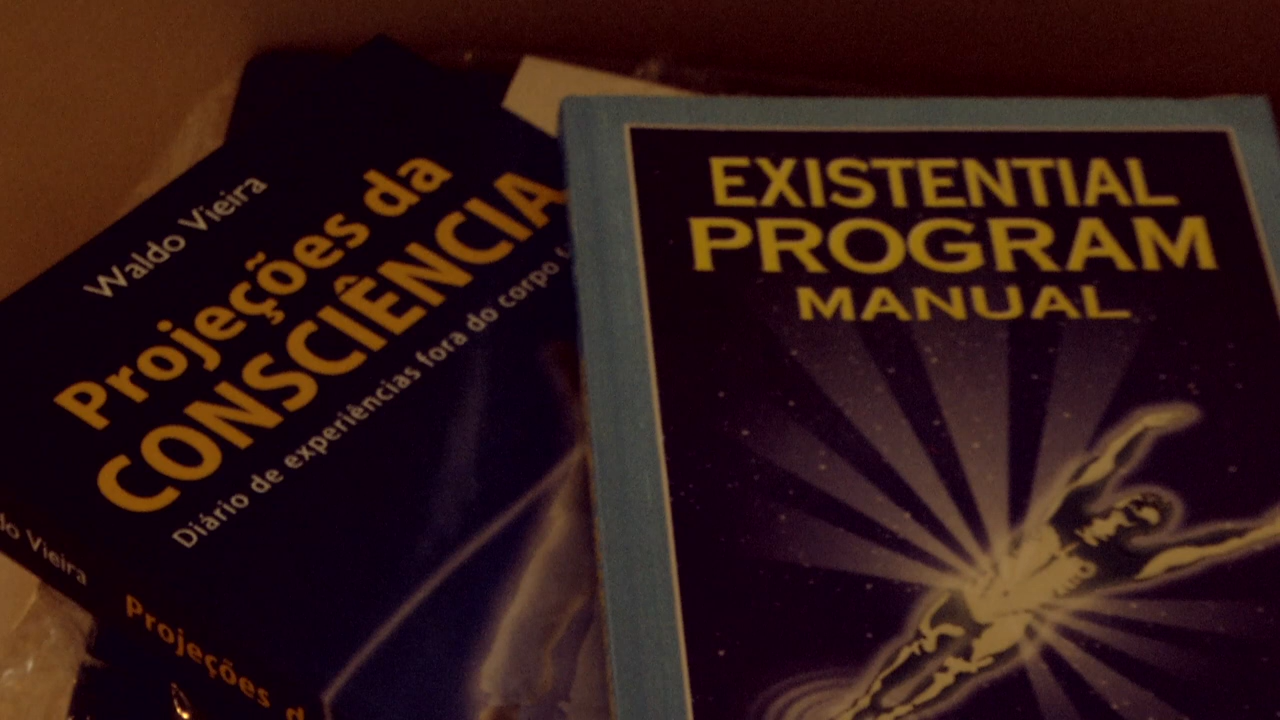 Waldo Vieira
Projeções da
CONSCIÊNCIA
Diário de experiências fora do corpo
do Vieira
Projeções
EXISTENTIAL
PROGRAM
MANUAL